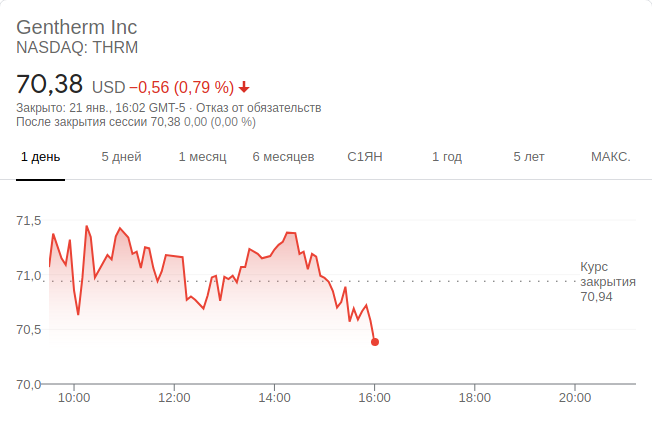 Gentherm Inc
NASDAQ: THRM
70,38 USD −0,56 (0,79 %)
Закрыто: 21 янв., 16:02 GMT-5 · Отказ от обязательств
После закрытия сессии 70,38 0,00 (0,00 %)
1 день 5 дней 1 месяц 6 месяцев С1ЯН 1 год 5 лет МАКС.
71,5
71,0
70,5
70,0
Курс
закрытия
70,94
10:00 12:00 14:00 16:00 18:00 20:00